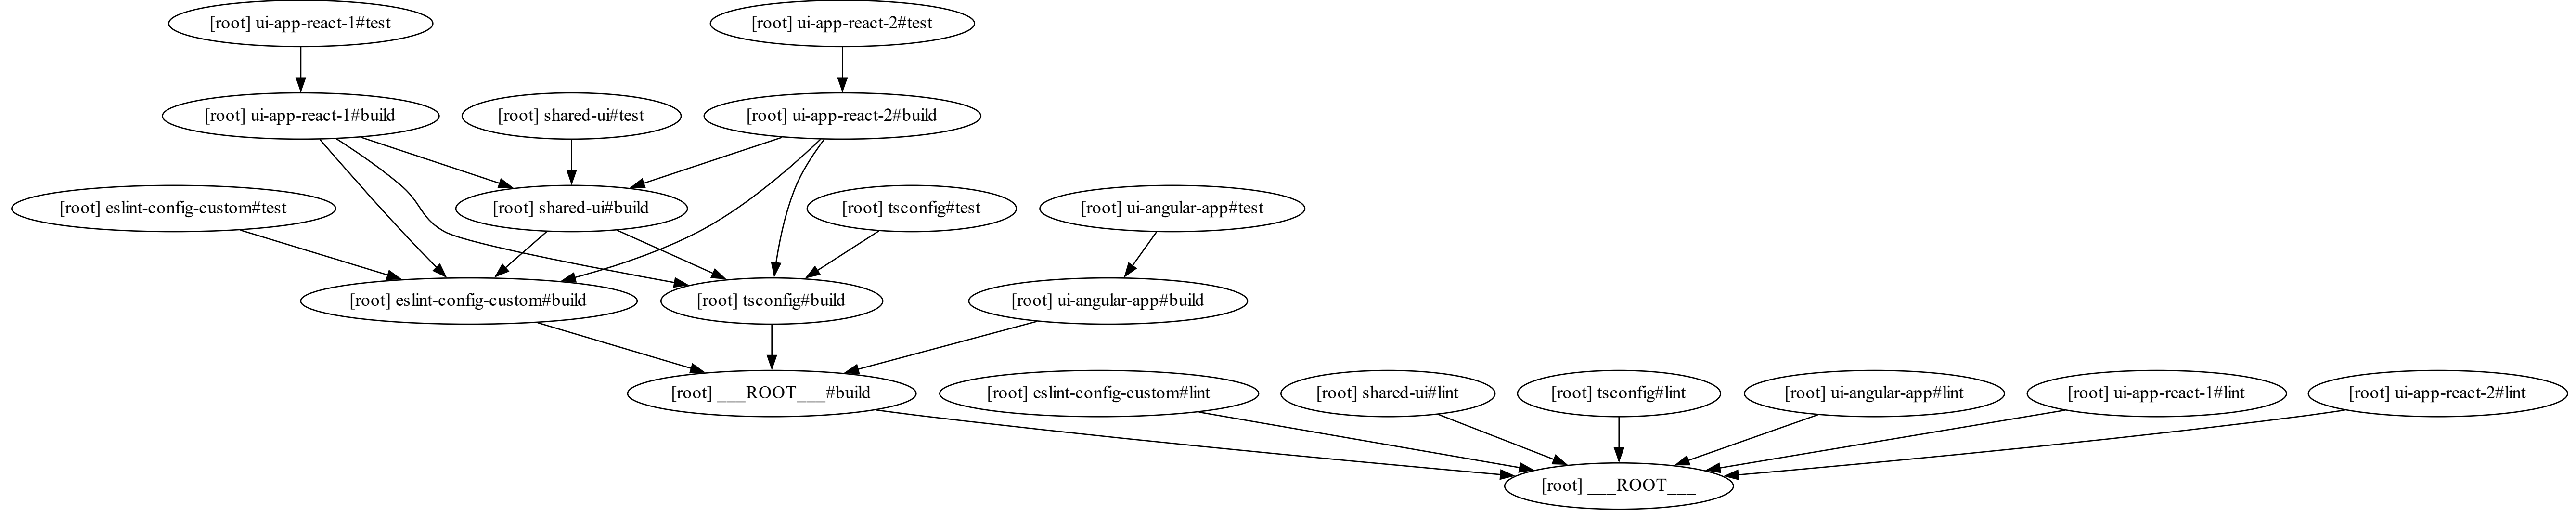 [root] ui-app-react-1#test
[root] ui-app-react-2#test
[root] ui-app-react-1#build
[root] shared-ui#test
[root] ui-app-react-2#build
[root] eslint-config-custom#test
[root] shared-ui#build
[root] tsconfig#test
[root] ui-angular-app#test
[root] eslint-config-custom#build
[root] tsconfig#build
[root] ui-angular-app#build
[root] ___ROOT___#build
[root] eslint-config-custom#lint
[root] shared-ui#lint
[root] tsconfig#lint
[root] ui-angular-app#lint
[root] ui-app-react-1#lint
[root] ui-app-react-2#lint
[root] ___ROOT___